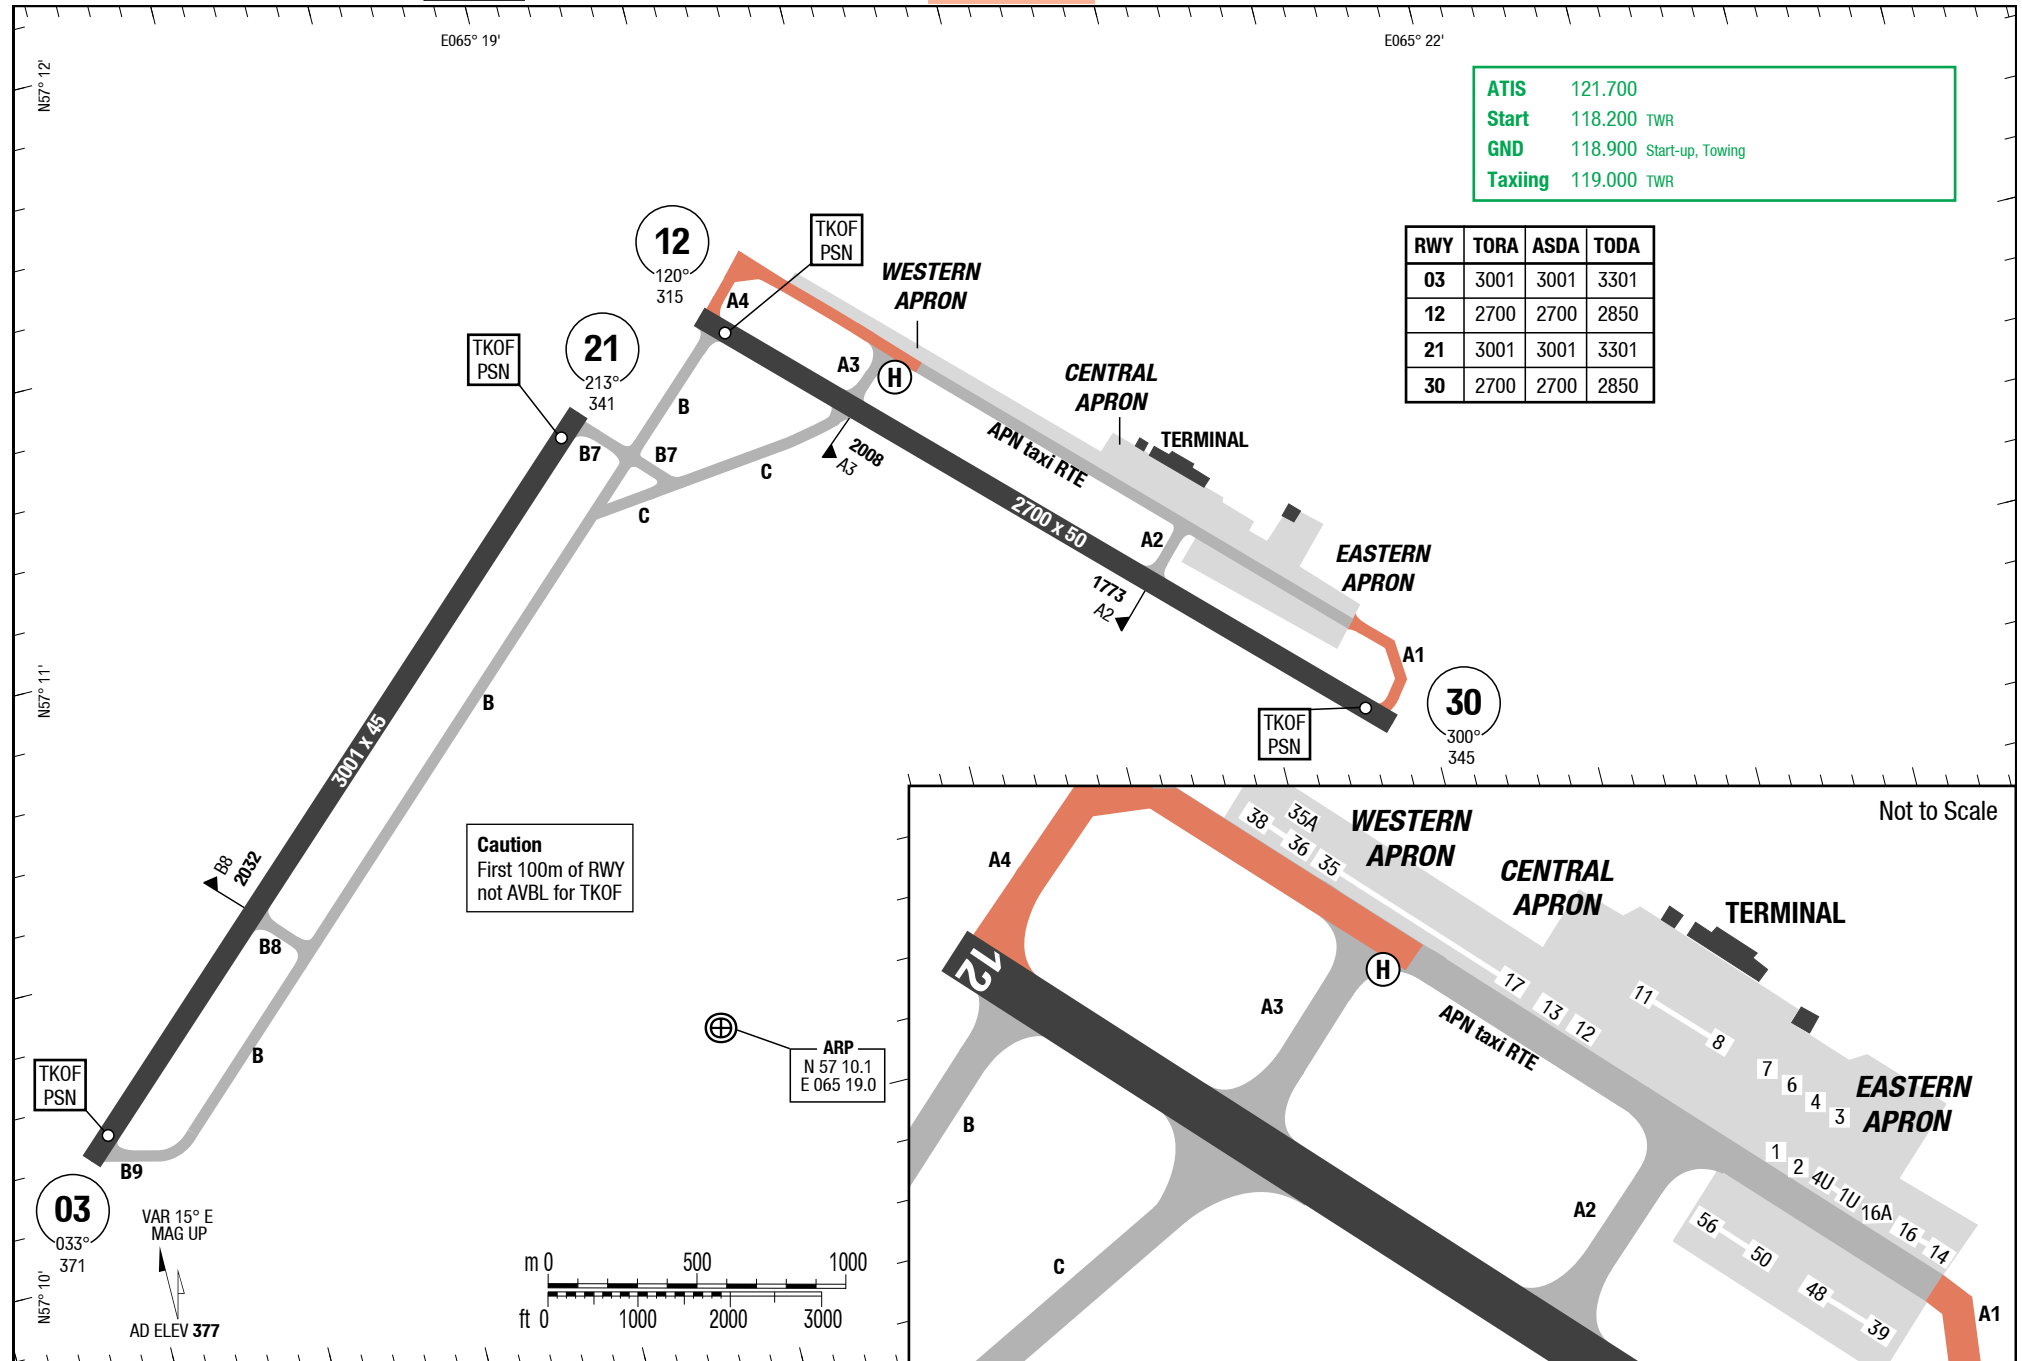 E065° 19'
E065° 22'
N57° 12'
N57° 11'
N57° 10'
ATIS 121.700
Start 118.200 TWR
GND 118.900 Start-up, Towing
Taxiing 119.000 TWR
RWY TORA ASDA TODA
03 3001 3001 3301
12 2700 2700 2850
21 3001 3001 3301
30 2700 2700 2850
12
120°
315
TKOF
PSN
WESTERN
APRON
A4
21
213°
341
TKOF
PSN
A3
H
CENTRAL
APRON
TERMINAL
B
B7
B7
C
C
2008
A3
APN taxi RTE
2700 x 50
A2
EASTERN
APRON
1773
A2
A1
30
300°
345
TKOF
PSN
B
3001 x 45
Caution
First 100m of RWY
not AVBL for TKOF
B8
2032
B8
B
TKOF
PSN
B9
03
033°
371
VAR 15° E
MAG UP
AD ELEV 377
ARP
N 57 10.1
E 065 19.0
m 0 500 1000
ft 0 1000 2000 3000
Not to Scale
38
35A
36
35
WESTERN
APRON
CENTRAL
APRON
TERMINAL
A4
12
A3
H
APN taxi RTE
17
13
12
11
8
7
6
4
3
EASTERN
APRON
B
1
2
4U
1U
16A
16
14
A2
56
50
48
39
C
A1